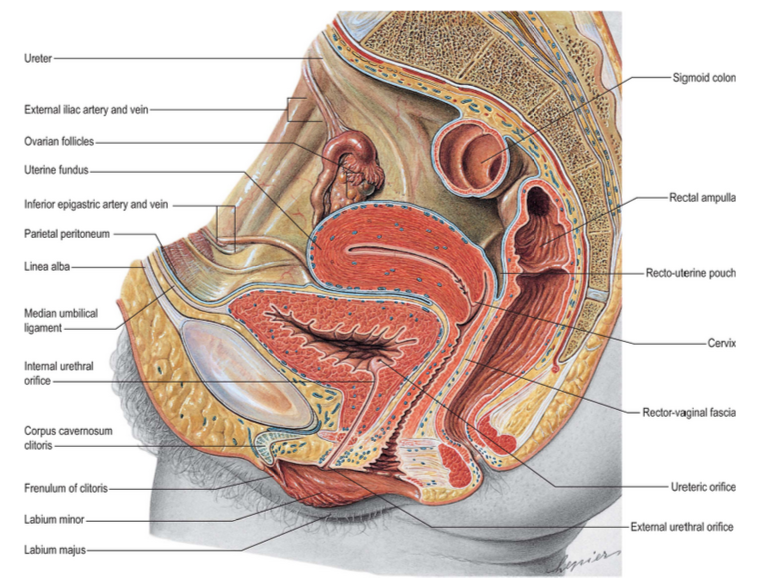 Ureter
External iliac artery and vein
Ovarian follicles
Uterine fundus
Inferior epigastric artery and vein
Parietal peritoneum
Linea alba
Median umbilical
ligament
Internal urethral
orifice
Corpus cavernosum
clitoris
Frenulum of clitoris
Labium minor
Labium majus
Sigmoid colon
Rectal ampulla
Recto-uterine pouch
Cervix
Rector-vaginal fascia
Ureteric orifice
External urethral orifice